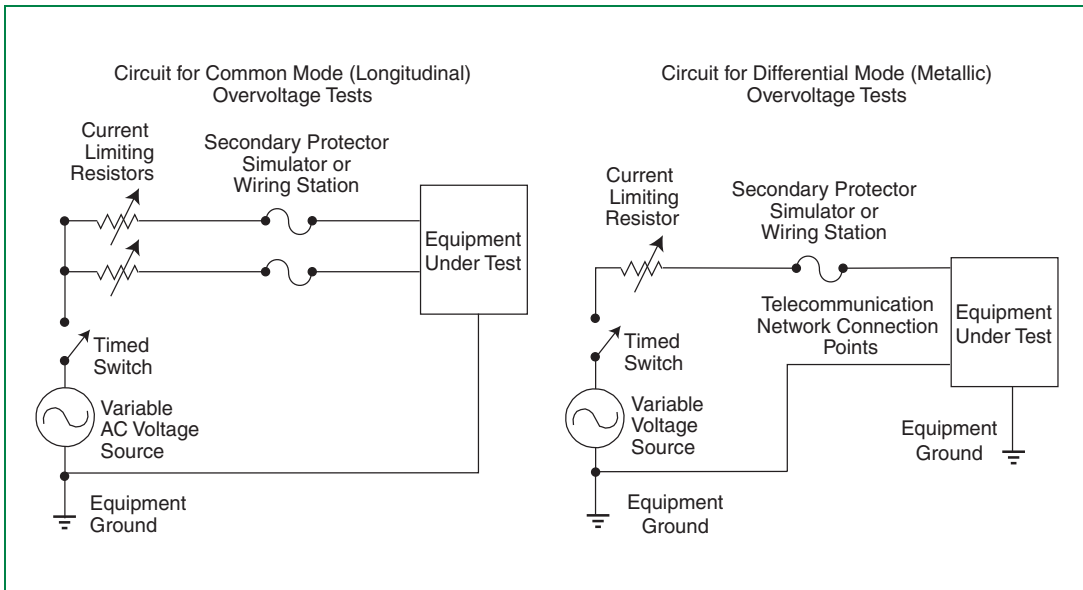 Circuit for Common Mode (Longitudinal)
Overvoltage Tests
Current
Limiting
Resistors
Secondary Protector
Simulator or
Wiring Station
Equipment
Under Test
Timed
Switch
Variable
AC Voltage
Source
Equipment
Ground
Circuit for Differential Mode (Metallic)
Overvoltage Tests
Current
Limiting
Resistor
Secondary Protector
Simulator or
Wiring Station
Telecommunication
Network Connection
Points
Equipment
Under Test
Timed
Switch
Variable
Voltage
Source
Equipment
Ground
Equipment
Ground